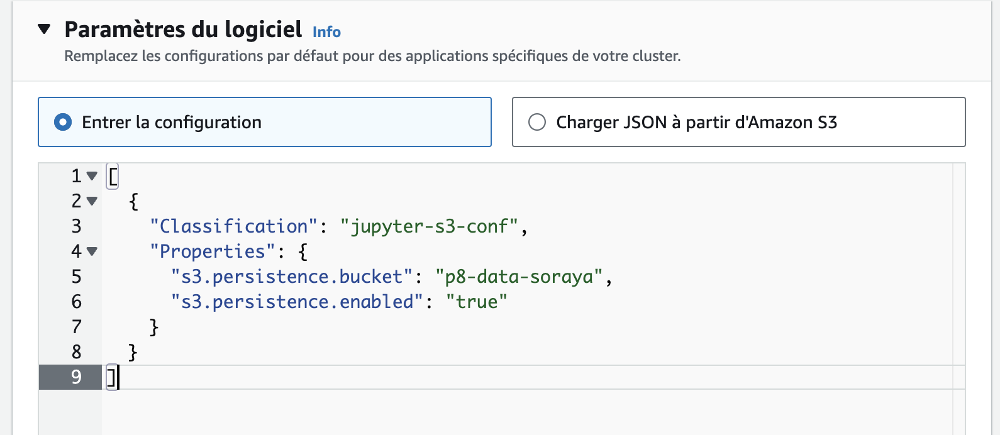 Paramètres du logiciel Info
Remplacez les configurations par défaut pour des applications spécifiques de votre cluster.
Entrer la configuration
Charger JSON à partir d'Amazon S3
1 [
2 {
3 "Classification": "jupyter-s3-conf",
4 "Properties": {
5 "s3.persistence.bucket": "p8-data-soraya",
6 "s3.persistence.enabled": "true"
7 }
8 }
9 ]